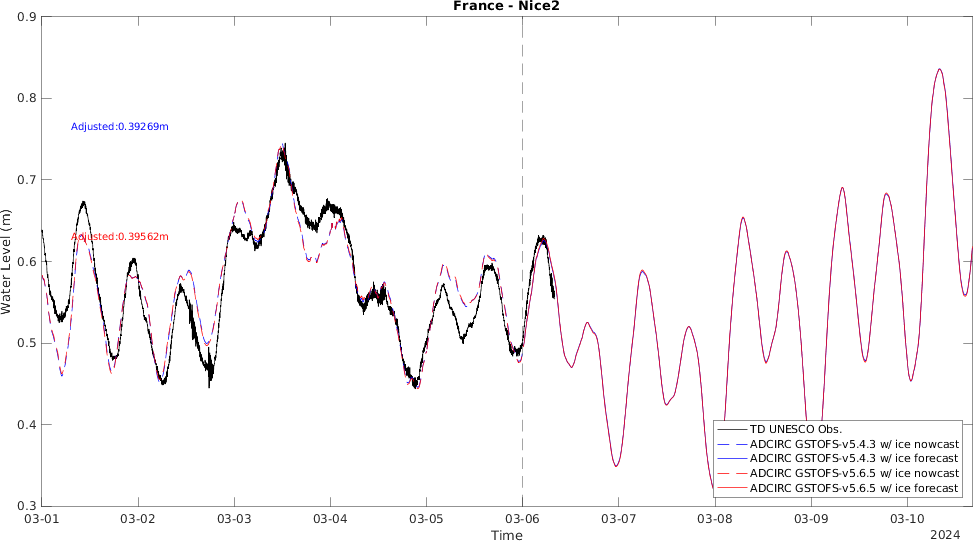 France - Nice2
0.9
0.8
0.7
0.6
0.5
0.4
0.3
Water Level (m)
Adjusted:0.39269m
Adjusted:0.39562m
TD UNESCO Obs.
ADCIRC GSTOFS-v5.4.3 w/ ice nowcast
ADCIRC GSTOFS-v5.4.3 w/ ice forecast
ADCIRC GSTOFS-v5.6.5 w/ ice nowcast
ADCIRC GSTOFS-v5.6.5 w/ ice forecast
03-01 03-02 03-03 03-04 03-05 03-06 03-07 03-08 03-09 03-10
Time
2024